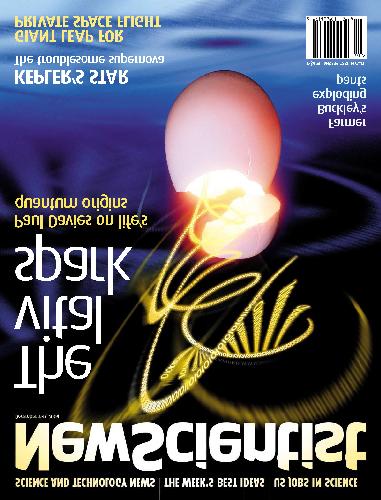 SCIENCE AND TECHNOLOGY NEWS THE WEEK'S BEST IDEAS US JOBS IN SCIENCE
NewScientist
The
vital
spark
Paul Davies on life's
quantum origins
KEPLER'S STAR
The troublesome supernova
GIANT LEAP FOR
PRIVATE SPACE FLIGHT
Farmer
Buckley's
exploding
pants